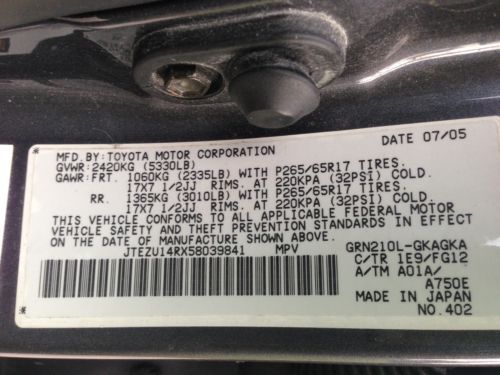 MFD.BY:TOYOTA MOTOR CORPORATION DATE 07/05
GVWR:2420KG (5330LB)
GAWR:FRT. 1060KG (2335LB) WITH P265/65R17 TIRES.
17X7 1/2JJ RIMS. AT 220KPA (32PSI) COLD.
RR. 1365KG (3010LB) WITH P265/65R17 TIRES.
17X7 1/2JJ RIMS. AT 220KPA (32PSI) COLD.
THIS VEHICLE CONFORMS TO ALL APPLICABLE FEDERAL MOTOR
VEHICLE SAFETY AND THEFT PREVENTION STANDARDS IN EFFECT
ON THE DATE OF MANUFACTURE SHOWN ABOVE.
JTEZU14RX58039841 MPV GRN210L-GKAGKA
C/TR 1E9/FG12
A/TM A01A/
A750E
MADE IN JAPAN
NO.402